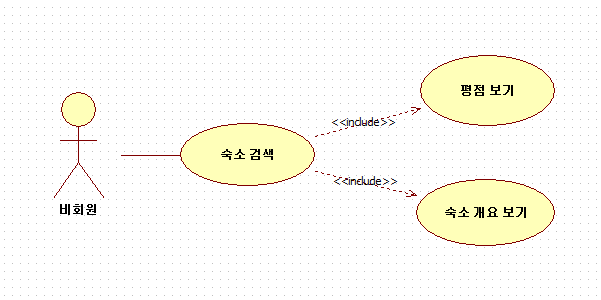 평점 보기
<<include>>
숙소 검색
<<include>>
비회원
숙소 개요 보기